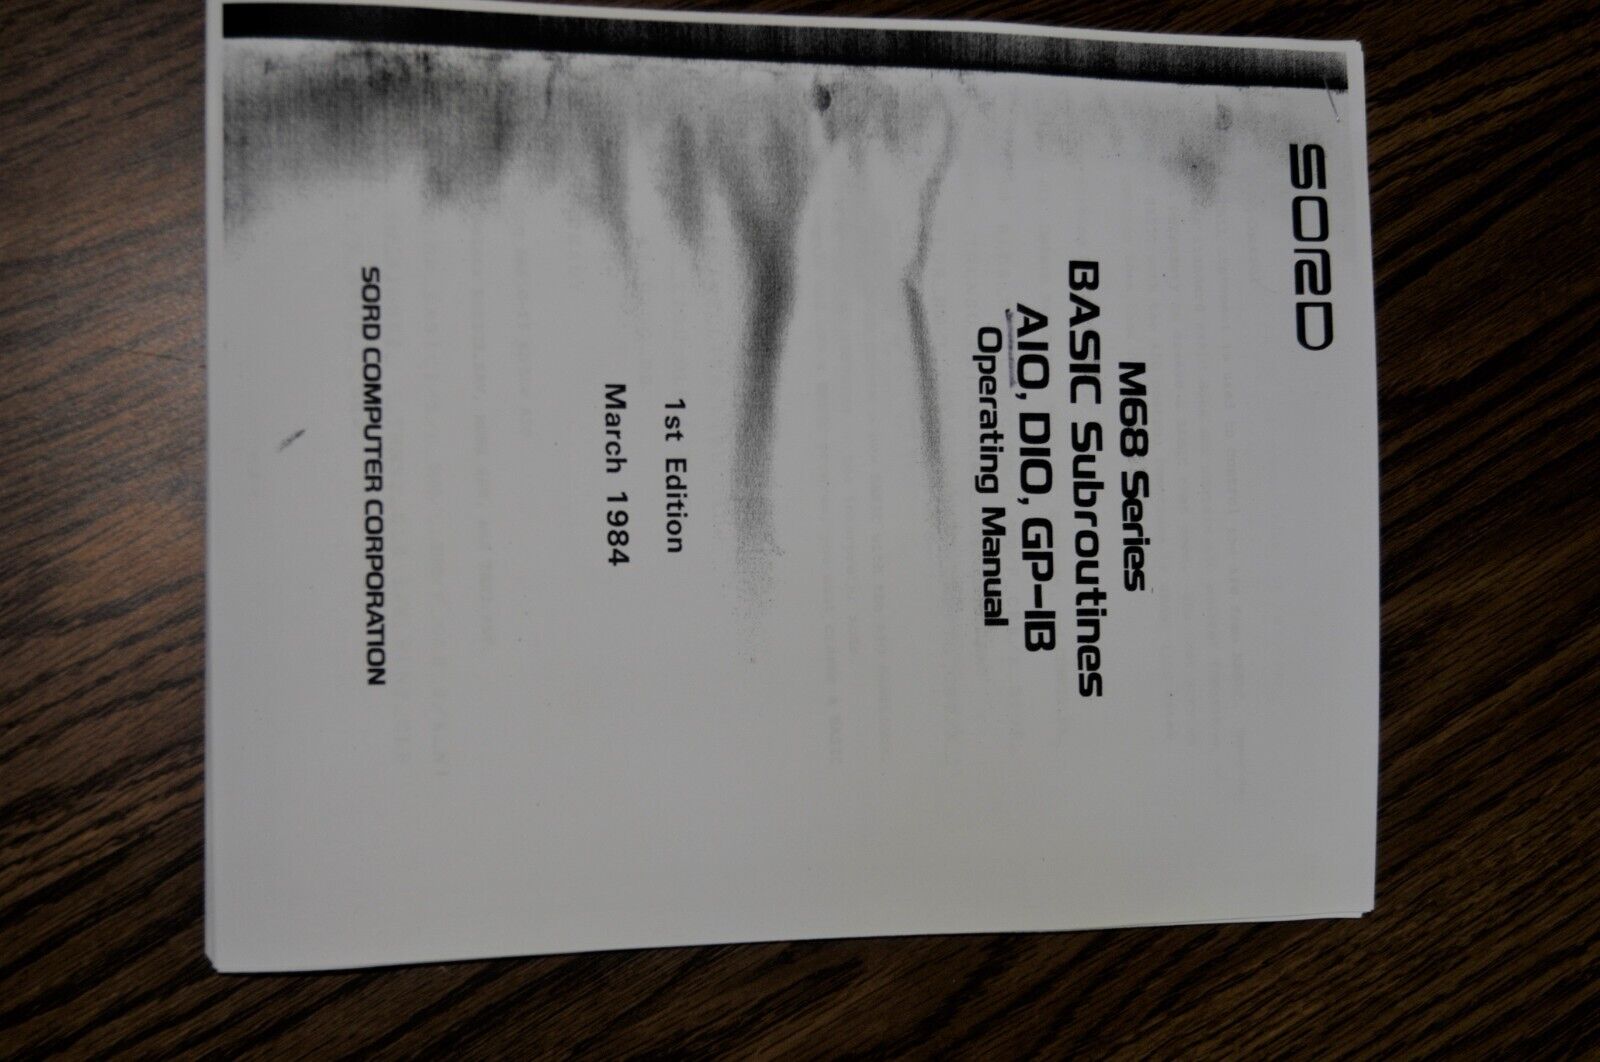 SORD
M68 Series
BASIC Subroutines
AIO, DIO, GP-IB
Operating Manual
1st Edition
March 1984
SORD COMPUTER CORPORATION